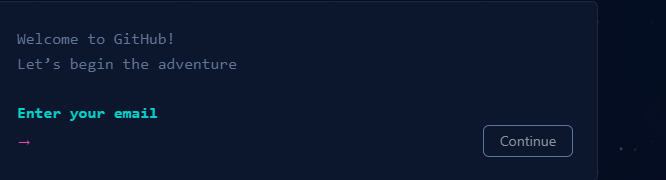 Welcome to GitHub!
Let’s begin the adventure
Enter your email
→
Continue